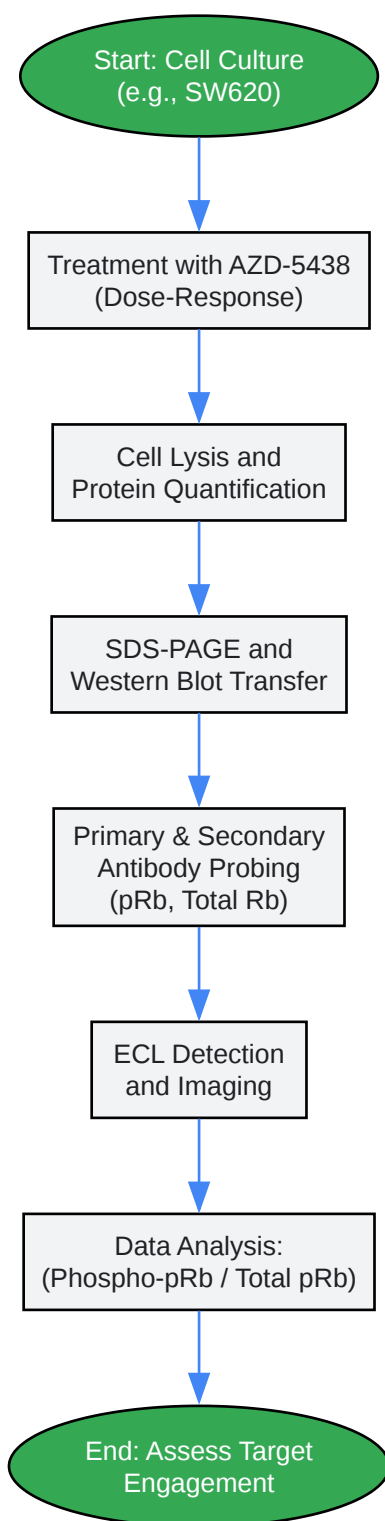 Start: Cell Culture
(e.g., SW620)
Treatment with AZD-5438
(Dose-Response)
Cell Lysis and
Protein Quantification
SDS-PAGE and
Western Blot Transfer
Primary & Secondary
Antibody Probing
(pRb, Total Rb)
ECL Detection
and Imaging
Data Analysis:
(Phospho-pRb / Total pRb)
End: Assess Target
Engagement